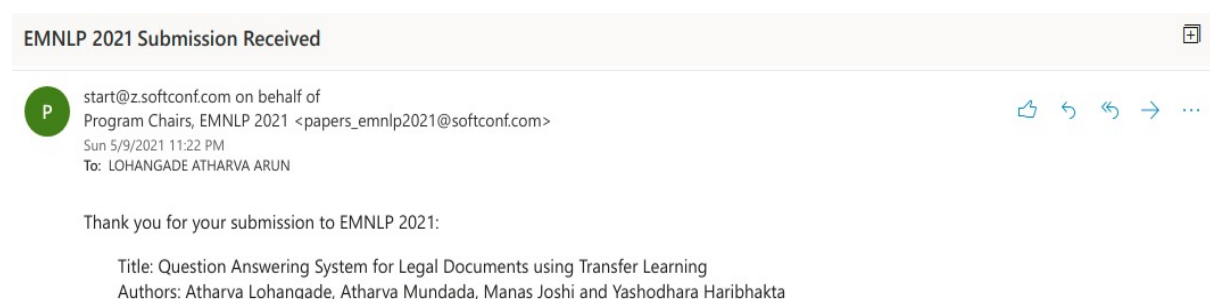 EMNLP 2021 Submission Received
P
start@z.softconf.com on behalf of
Program Chairs, EMNLP 2021 <papers_emnlp2021@softconf.com>
Sun 5/9/2021 11:22 PM
To: LOHANGADE ATHARVA ARUN
Thank you for your submission to EMNLP 2021:
Title: Question Answering System for Legal Documents using Transfer Learning
Authors: Atharva Lohangade, Atharva Mundada, Manas Joshi and Yashodhara Haribhakta